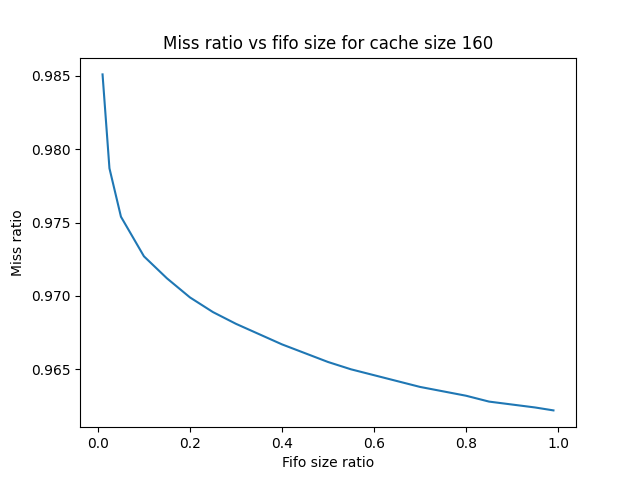 Miss ratio vs fifo size for cache size 160
0.985
0.980
0.975
0.970
0.965
Miss ratio
0.0 0.2 0.4 0.6 0.8 1.0
Fifo size ratio